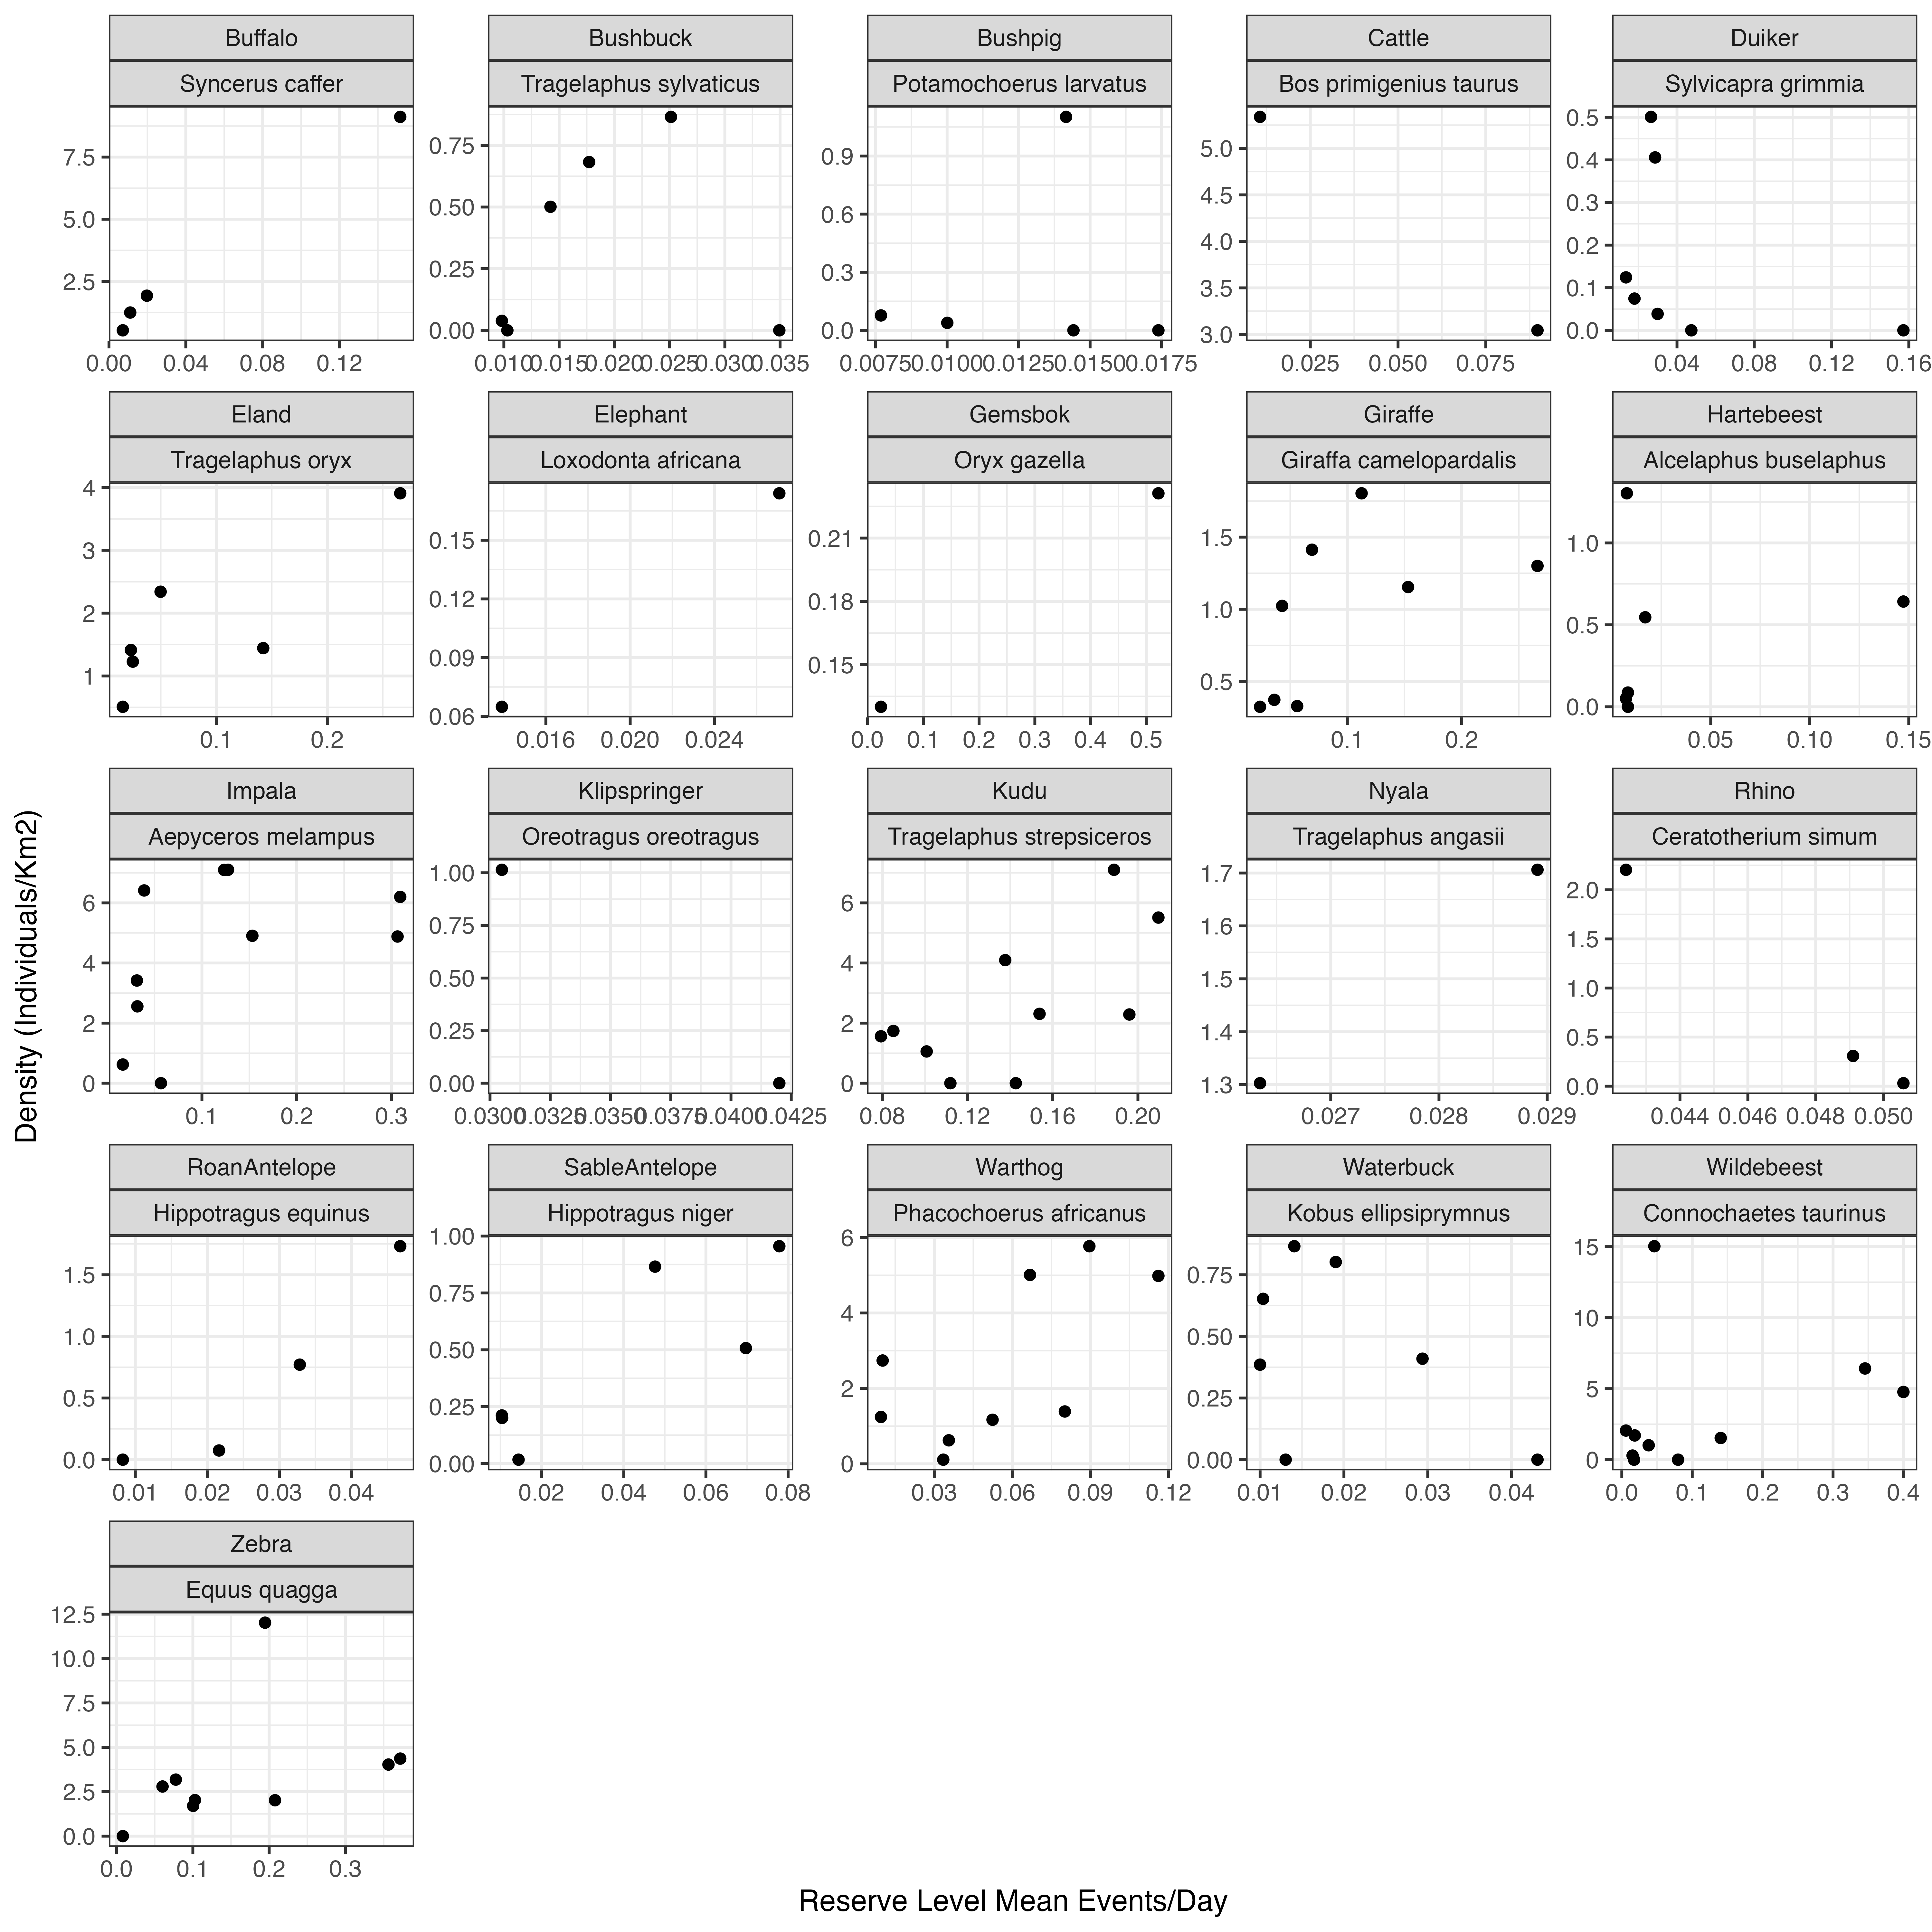 Buffalo Bushbuck Bushpig Cattle Duiker
Syncerus caffer Tragelaphus sylvaticus Potamochoerus larvatus Bos primigenius taurus Sylvicapra grimmia
7.5
5.0
2.5
0.75
0.50
0.25
0.00
0.9
0.6
0.3
0.0
5.0
4.5
4.0
3.5
3.0
0.5
0.4
0.3
0.2
0.1
0.0
0.00 0.04 0.08 0.12
0.010 0.015 0.020 0.025 0.030 0.035
0.0075 0.0100 0.0125 0.0150 0.0175
0.025 0.050 0.075
0.04 0.08 0.12 0.16
Eland Elephant Gemsbok Giraffe Hartebeest
Tragelaphus oryx Loxodonta africana Oryx gazella Giraffa camelopardalis Alcelaphus buselaphus
4
3
2
1
0.15
0.12
0.09
0.06
0.21
0.18
0.15
1.5
1.0
0.5
1.0
0.5
0.0
0.1 0.2
0.016 0.020 0.024
0.0 0.1 0.2 0.3 0.4 0.5
0.1 0.2
0.05 0.10 0.15
Impala Klipspringer Kudu Nyala Rhino
Aepyceros melampus Oreotragus oreotragus Tragelaphus strepsiceros Tragelaphus angasii Ceratotherium simum
6
4
2
0
1.00
0.75
0.50
0.25
0.00
6
4
2
0
1.7
1.6
1.5
1.4
1.3
2.0
1.5
1.0
0.5
0.0
0.1 0.2 0.3
0.0300 0.0325 0.0350 0.0375 0.0400 0.0425
0.08 0.12 0.16 0.20
0.027 0.028 0.029
0.044 0.046 0.048 0.050
Density (Individuals/Km2)
RoanAntelope SableAntelope Warthog Waterbuck Wildebeest
Hippotragus equinus Hippotragus niger Phacochoerus africanus Kobus ellipsiprymnus Connochaetes taurinus
1.5
1.0
0.5
0.0
1.00
0.75
0.50
0.25
0.00
6
4
2
0
0.75
0.50
0.25
0.00
15
10
5
0
0.01 0.02 0.03 0.04
0.02 0.04 0.06 0.08
0.03 0.06 0.09 0.12
0.01 0.02 0.03 0.04
0.0 0.1 0.2 0.3 0.4
Zebra
Equus quagga
12.5
10.0
7.5
5.0
2.5
0.0
0.0 0.1 0.2 0.3
Reserve Level Mean Events/Day